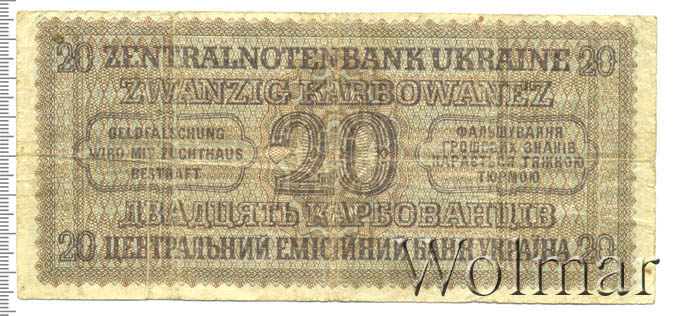 20 ZENTRALNOTENBANK UKRAINE 20
ZWANZIG KARBOWANEZ
GELDFÄLSCHUNG
WIRD MIT ZUCHTHAUS
BESTRAFT
20
ФАЛЬШУВАННЯ
ГРОШЕВИХ ЗНАКІВ
КАРАЄТЬСЯ ТЯЖКОЮ
ТЮРМОЮ
ДВАДЦЯТЬ КАРБОВАНЦІВ
20 ЦЕНТРАЛЬНИЙ ЕМІСІЙНИЙ БАНК УКРАЇНА 20
Wolmar